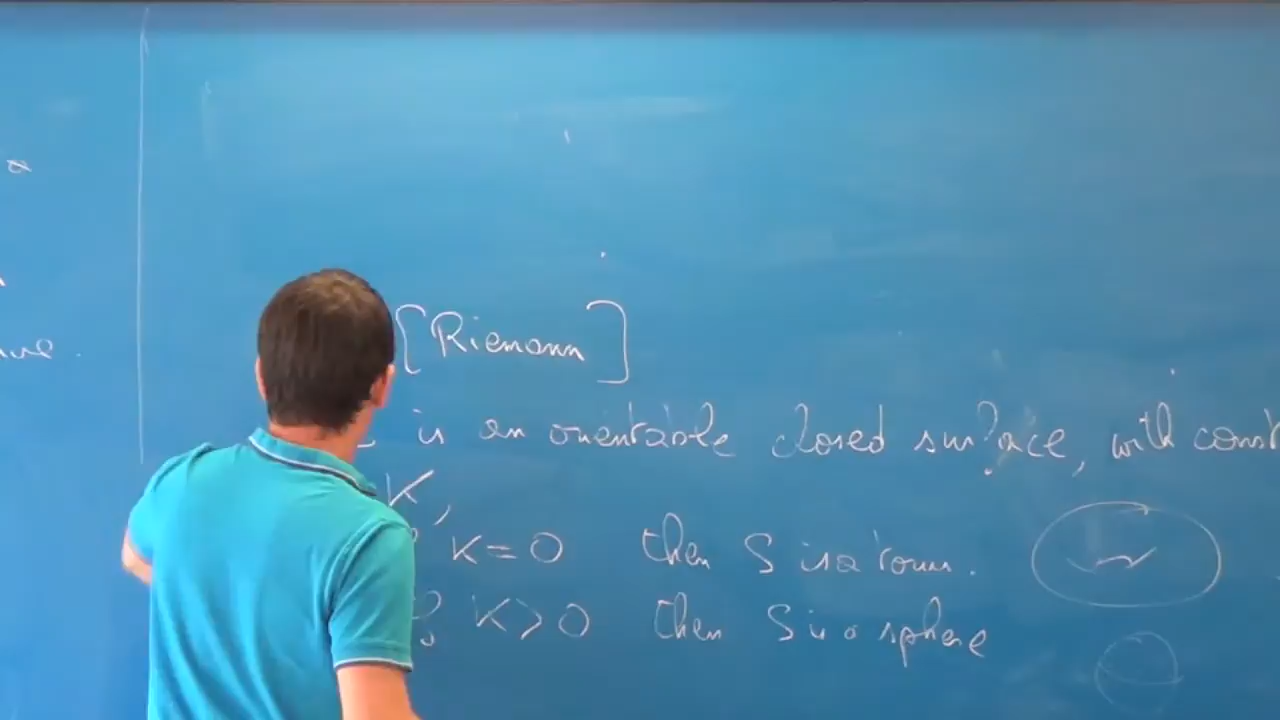 [Riemann]
is an orientable closed surface, with const
K,
K=0 then S is a torus.
K>0 then S is a sphere